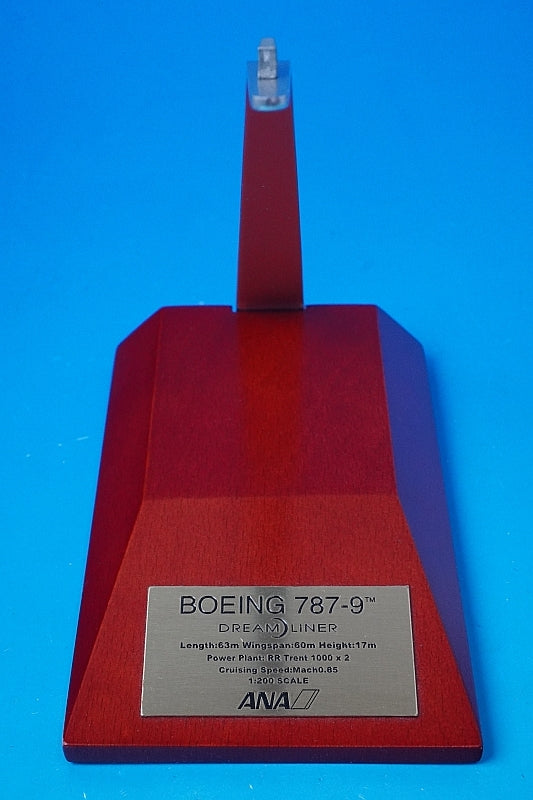 BOEING 787-9™
DREAMLINER
Length:63m Wingspan:60m Height:17m
Power Plant: RR Trent 1000 x 2
Cruising Speed:Mach0.85
1:200 SCALE
ANA